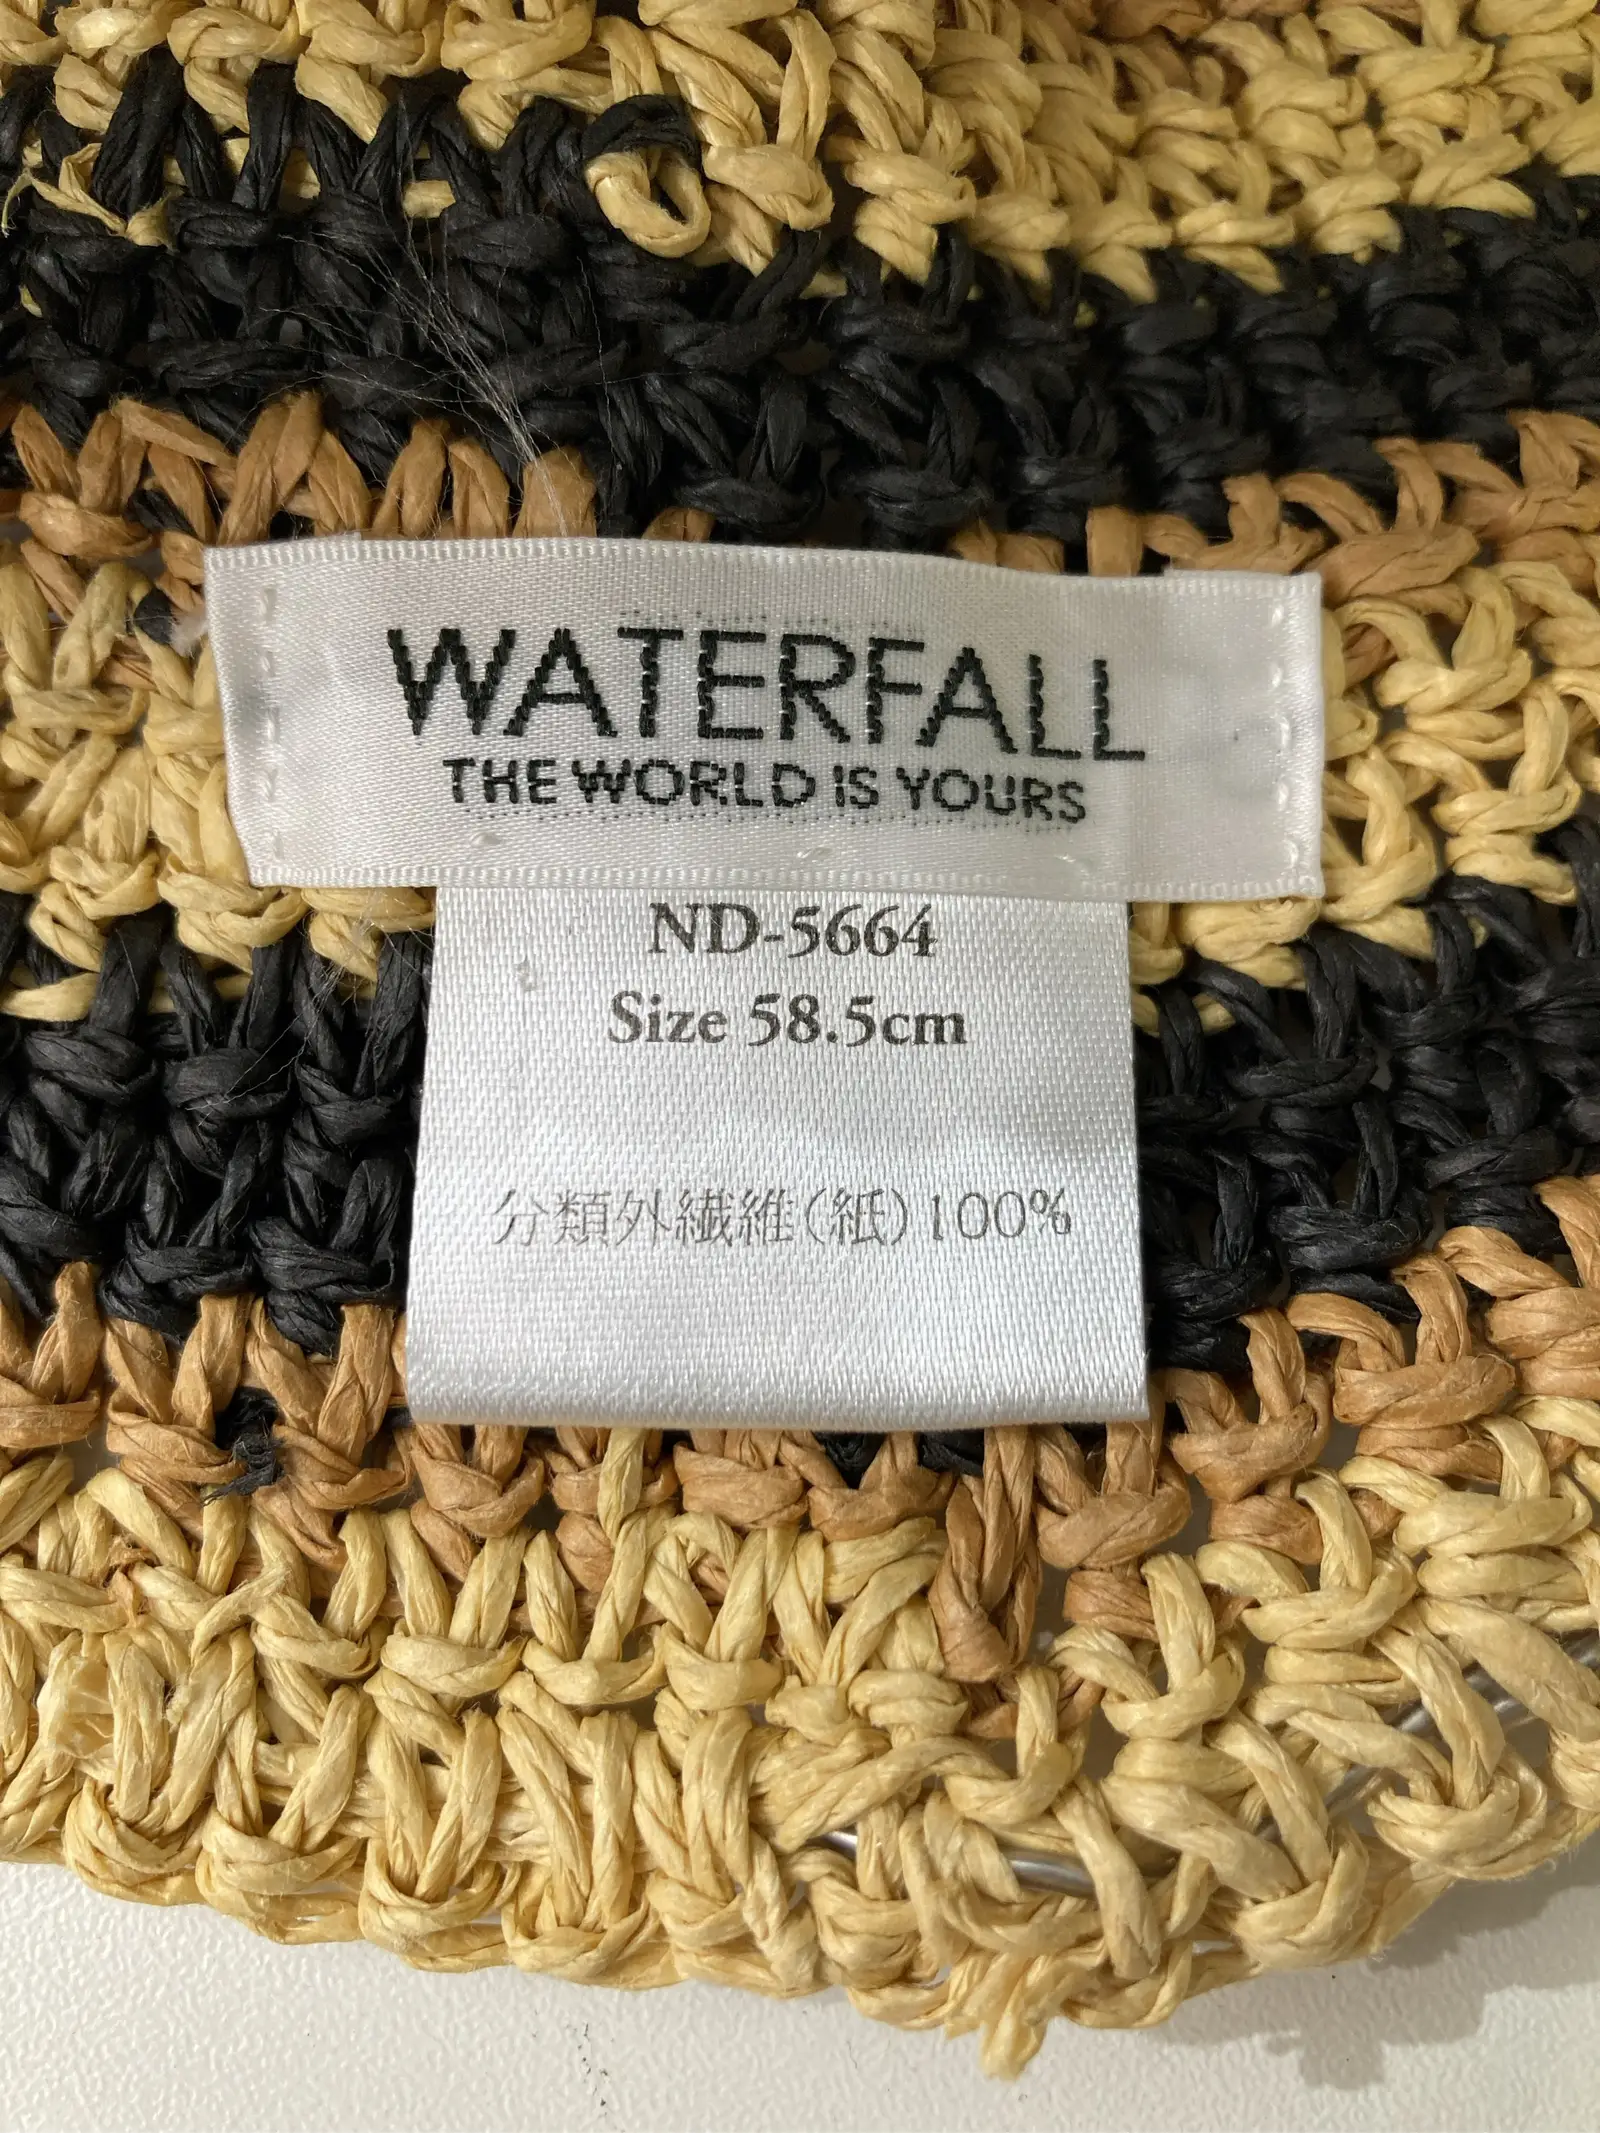 WATERFALL
THE WORLD IS YOURS
ND-5664
Size 58.5cm
分類外繊維(紙)100%